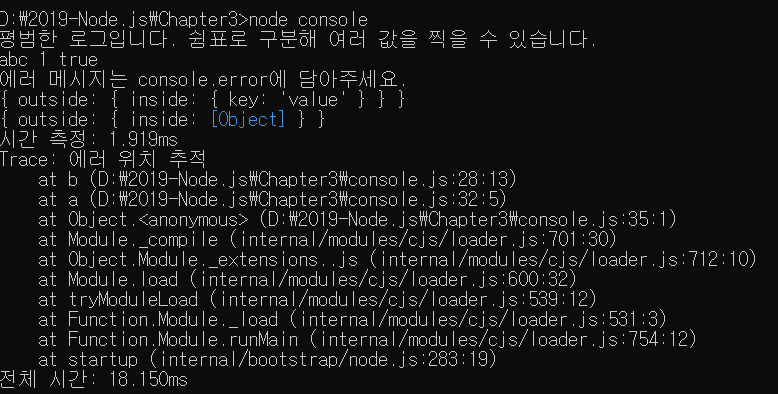 D:₩2019-Node.js₩Chapter3>node console
평범한 로그입니다. 쉼표로 구분해 여러 값을 찍을 수 있습니다.
abc 1 true
에러 메시지는 console.error에 담아주세요.
{ outside: { inside: { key: 'value' } } }
{ outside: { inside: [Object] } }
시간 측정: 1.919ms
Trace: 에러 위치 추적
    at b (D:₩2019-Node.js₩Chapter3₩console.js:28:13)
    at a (D:₩2019-Node.js₩Chapter3₩console.js:32:5)
    at Object.<anonymous> (D:₩2019-Node.js₩Chapter3₩console.js:35:1)
    at Module._compile (internal/modules/cjs/loader.js:701:30)
    at Object.Module._extensions..js (internal/modules/cjs/loader.js:712:10)
    at Module.load (internal/modules/cjs/loader.js:600:32)
    at tryModuleLoad (internal/modules/cjs/loader.js:539:12)
    at Function.Module._load (internal/modules/cjs/loader.js:531:3)
    at Function.Module.runMain (internal/modules/cjs/loader.js:754:12)
    at startup (internal/bootstrap/node.js:283:19)
전체 시간: 18.150ms